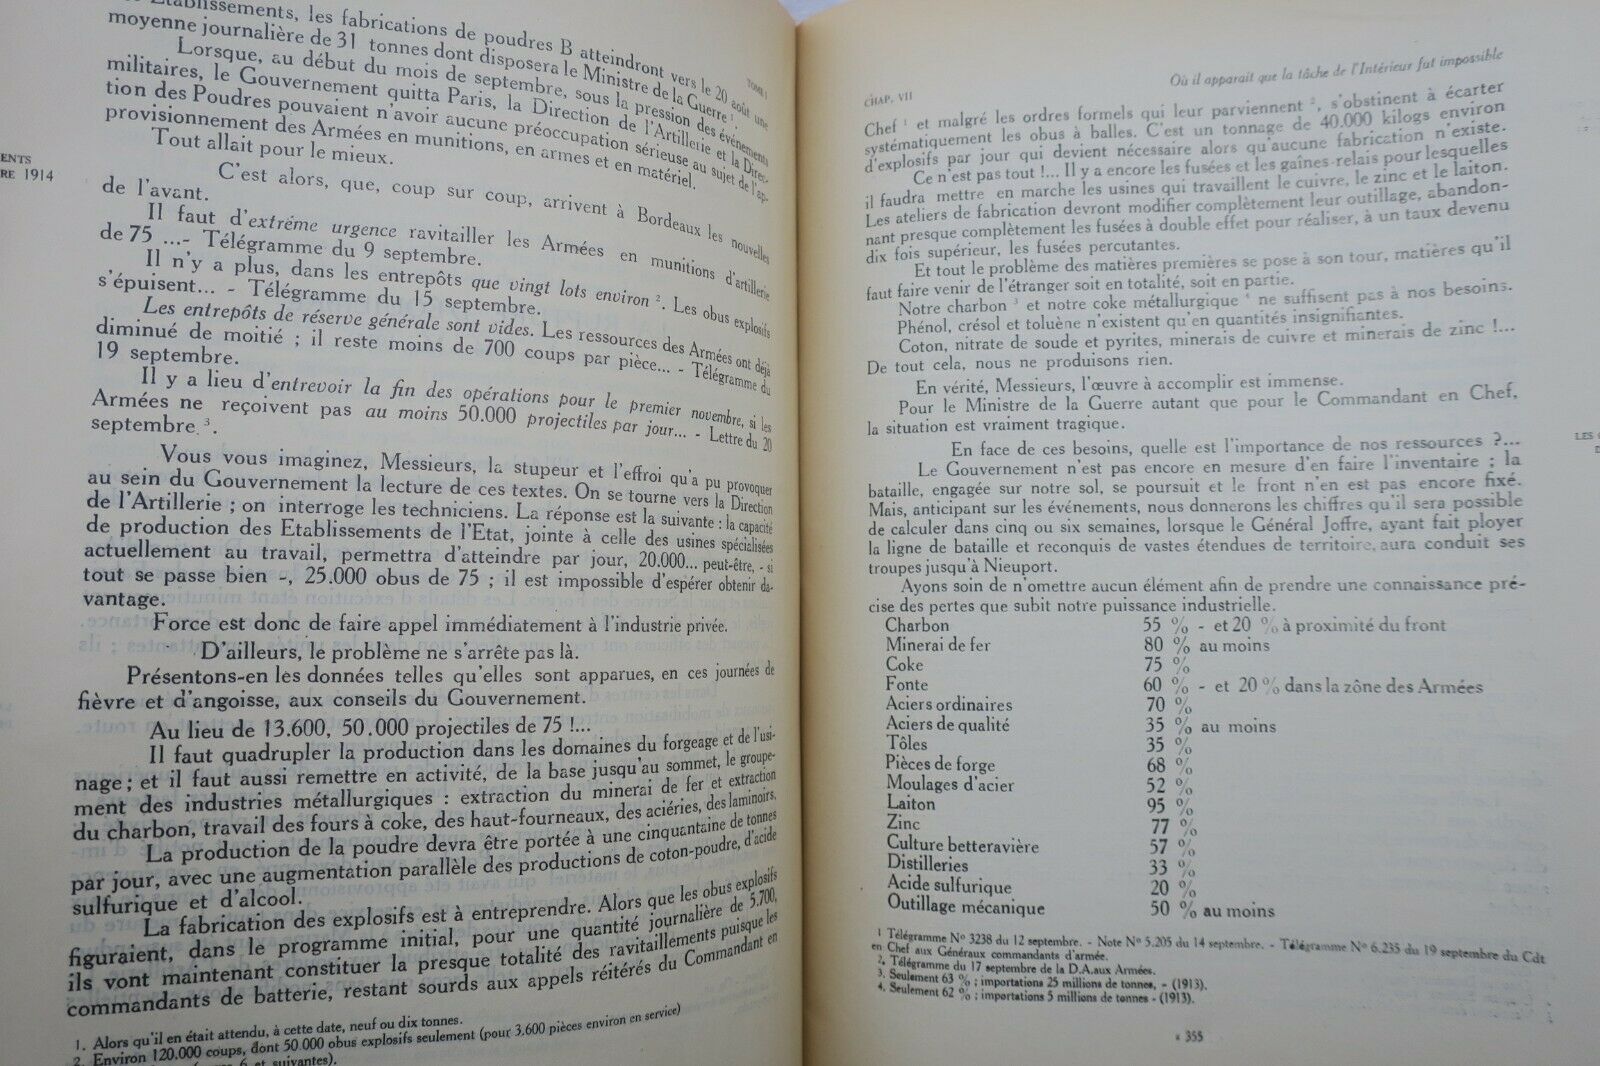 Etablissements, les fabrications de poudres B atteindront vers le 20 août une
moyenne journalière de 31 tonnes dont disposera le Ministre de la Guerre 1.
TOME I
Lorsque, au début du mois de septembre, sous la pression des événements
militaires, le Gouvernement quitta Paris, la Direction de l'Artillerie et la Direc-
tion des Poudres pouvaient n'avoir aucune préoccupation sérieuse au sujet de l'ap-
provisionnement des Armées en munitions, en armes et en matériel.
Tout allait pour le mieux.
ENTS
RE 1914
C'est alors, que, coup sur coup, arrivent à Bordeaux les nouvelles
de l'avant.
Il faut d'extrême urgence ravitailler les Armées en munitions d'artillerie
de 75 ...- Télégramme du 9 septembre.
Il n'y a plus, dans les entrepôts que vingt lots environ 2. Les obus explosifs
s'épuisent... - Télégramme du 15 septembre.
Les entrepôts de réserve générale sont vides. Les ressources des Armées ont déjà
diminué de moitié ; il reste moins de 700 coups par pièce... - Télégramme du
19 septembre.
Il y a lieu d'entrevoir la fin des opérations pour le premier novembre, si les
Armées ne reçoivent pas au moins 50.000 projectiles par jour... - Lettre du 20
septembre 3.
Vous vous imaginez, Messieurs, la stupeur et l'effroi qu'a pu provoquer
au sein du Gouvernement la lecture de ces textes. On se tourne vers la Direction
de l'Artillerie ; on interroge les techniciens. La réponse est la suivante : la capacité
de production des Etablissements de l'Etat, jointe à celle des usines spécialisées
actuellement au travail, permettra d'atteindre par jour, 20.000... peut-être, - si
tout se passe bien -, 25.000 obus de 75 ; il est impossible d'espérer obtenir da-
vantage.
Force est donc de faire appel immédiatement à l'industrie privée.
D'ailleurs, le problème ne s'arrête pas là.
Présentons-en les données telles qu'elles sont apparues, en ces journées de
fièvre et d'angoisse, aux conseils du Gouvernement.
Au lieu de 13.600, 50.000 projectiles de 75 !...
Il faut quadrupler la production dans les domaines du forgeage et de l'usi-
nage ; et il faut aussi remettre en activité, de la base jusqu'au sommet, le groupe-
ment des industries métallurgiques : extraction du minerai de fer et extraction
du charbon, travail des fours à coke, des haut-fourneaux, des aciéries, des laminoirs.
La production de la poudre devra être portée à une cinquantaine de tonnes
par jour, avec une augmentation parallèle des productions de coton-poudre, d'acide
sulfurique et d'alcool.
La fabrication des explosifs est à entreprendre. Alors que les obus explosifs
figuraient, dans le programme initial, pour une quantité journalière de 5.700,
ils vont maintenant constituer la presque totalité des ravitaillements puisque les
commandants de batterie, restant sourds aux appels réitérés du Commandant en
1. Alors qu'il en était attendu, à cette date, neuf ou dix tonnes.
2. Environ 120.000 coups, dont 50.000 obus explosifs seulement (pour 3.600 pièces environ en service)
6 et suivantes).
CHAP. VII
Où il apparait que la tâche de l'Intérieur fut impossible
Chef 1 et malgré les ordres formels qui leur parviennent 2, s'obstinent à écarter
systématiquement les obus à balles. C'est un tonnage de 40.000 kilogs environ
d'explosifs par jour qui devient nécessaire alors qu'aucune fabrication n'existe.
Ce n'est pas tout !... Il y a encore les fusées et les gaînes-relais pour lesquelles
il faudra mettre en marche les usines qui travaillent le cuivre, le zinc et le laiton.
Les ateliers de fabrication devront modifier complètement leur outillage, abandon-
nant presque complètement les fusées à double effet pour réaliser, à un taux devenu
dix fois supérieur, les fusées percutantes.
Et tout le problème des matières premières se pose à son tour, matières qu'il
faut faire venir de l'étranger soit en totalité, soit en partie.
Notre charbon 3 et notre coke métallurgique 4 ne suffisent pas à nos besoins.
Phénol, crésol et toluène n'existent qu'en quantités insignifiantes.
Coton, nitrate de soude et pyrites, minerais de cuivre et minerais de zinc !...
De tout cela, nous ne produisons rien.
En vérité, Messieurs, l'œuvre à accomplir est immense.
Pour le Ministre de la Guerre autant que pour le Commandant en Chef,
la situation est vraiment tragique.
LES
D
En face de ces besoins, quelle est l'importance de nos ressources ?...
Le Gouvernement n'est pas encore en mesure d'en faire l'inventaire ; la
bataille, engagée sur notre sol, se poursuit et le front n'en est pas encore fixé.
Mais, anticipant sur les événements, nous donnerons les chiffres qu'il sera possible
de calculer dans cinq ou six semaines, lorsque le Général Joffre, ayant fait ployer
la ligne de bataille et reconquis de vastes étendues de territoire, aura conduit ses
troupes jusqu'à Nieuport.
Ayons soin de n'omettre aucun élément afin de prendre une connaissance pré-
cise des pertes que subit notre puissance industrielle.
Charbon 55 % - et 20 % à proximité du front
Minerai de fer 80 % au moins
Coke 75 %
Fonte 60 % - et 20 % dans la zône des Armées
Aciers ordinaires 70 %
Aciers de qualité 35 % au moins
Tôles 35 %
Pièces de forge 68 %
Moulages d'acier 52 %
Laiton 95 %
Zinc 77 %
Culture betteravière 57 %
Distilleries 33 %
Acide sulfurique 20 %
Outillage mécanique 50 % au moins
1 Télégramme N° 3238 du 12 septembre. - Note N° 5.205 du 14 septembre. - Télégramme N° 6.235 du 19 septembre du Cdt
en Chef aux Généraux commandants d'armée.
2. Télégramme du 17 septembre de la D.A. aux Armées.
3. Seulement 63 % ; importations 25 millions de tonnes, - (1913).
4. Seulement 62 % ; importations 5 millions de tonnes - (1913).
355